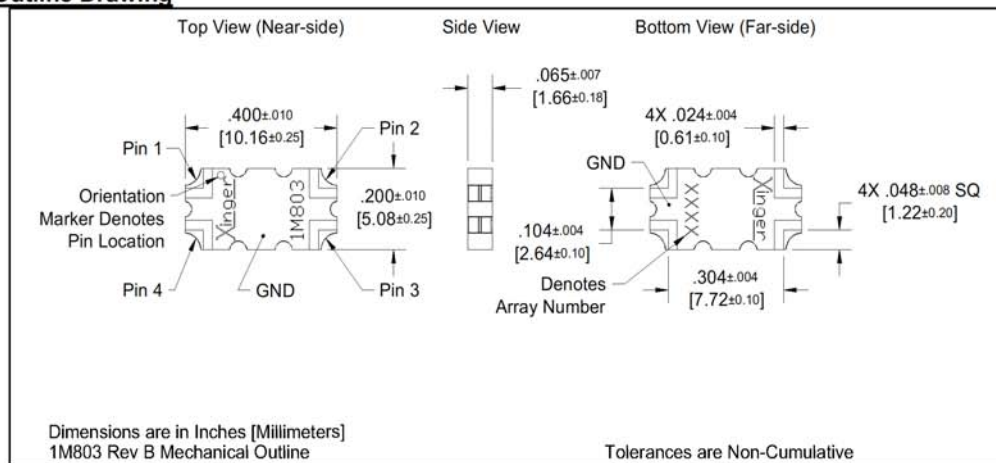 Outline Drawing
Top View (Near-side)
Side View
Bottom View (Far-side)
.065±.007
[1.66±0.18]
.400±.010
[10.16±0.25]
4X .024±.004
[0.61±0.10]
Pin 1
Pin 2
GND
Orientation
Marker Denotes
Pin Location
Xinger
1M803
.200±.010
[5.08±0.25]
XXXXX
Xinger
4X .048±.008 SQ
[1.22±0.20]
.104±.004
[2.64±0.10]
Pin 4
GND
Pin 3
Denotes
Array Number
.304±.004
[7.72±0.10]
Dimensions are in Inches [Millimeters]
1M803 Rev B Mechanical Outline
Tolerances are Non-Cumulative